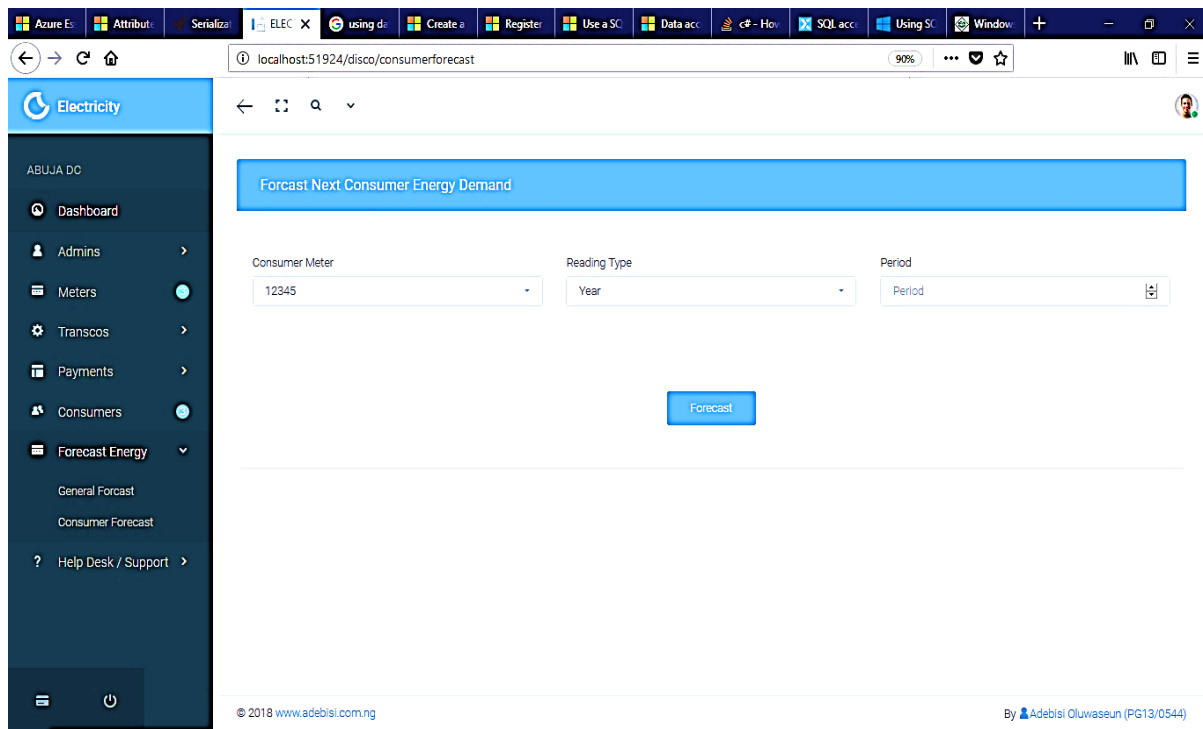 Azure Es
Attribute
Serializat
ELEC
using da
Create a
Register
Use a SQ
Data acc
c# - How
SQL acce
Using SC
Window
localhost:51924/disco/consumerforecast
90%
Electricity
ABUJA DC
Dashboard
Admins
Meters
Transcos
Payments
Consumers
Forecast Energy
General Forcast
Consumer Forecast
? Help Desk / Support
Forcast Next Consumer Energy Demand
Consumer Meter
12345
Reading Type
Year
Period
Period
Forecast
© 2018 www.adebisi.com.ng
By Adebisi Oluwaseun (PG13/0544)